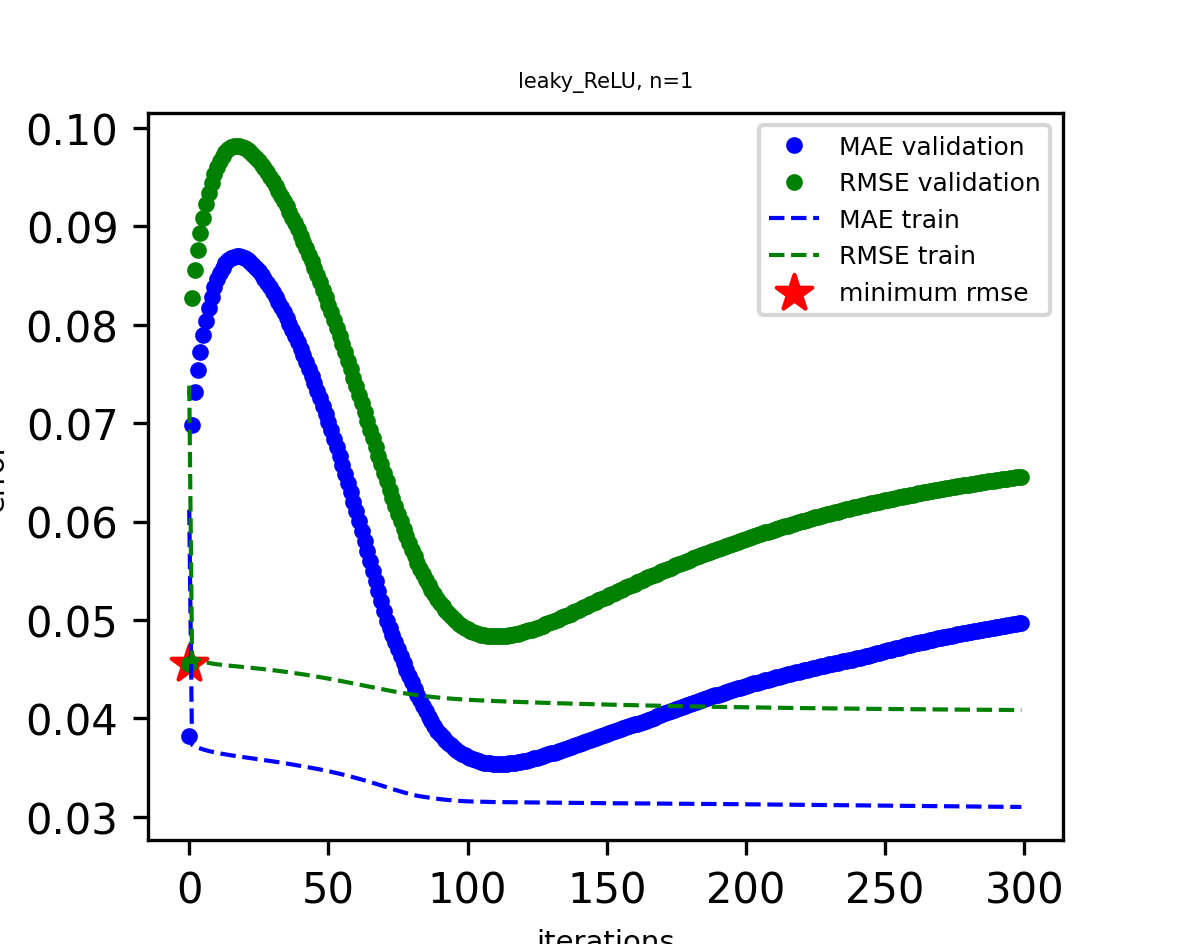 leaky_ReLU, n=1
0.10
0.09
0.08
0.07
0.06
0.05
0.04
0.03
MAE validation
RMSE validation
MAE train
RMSE train
minimum rmse
0 50 100 150 200 250 300
iterations